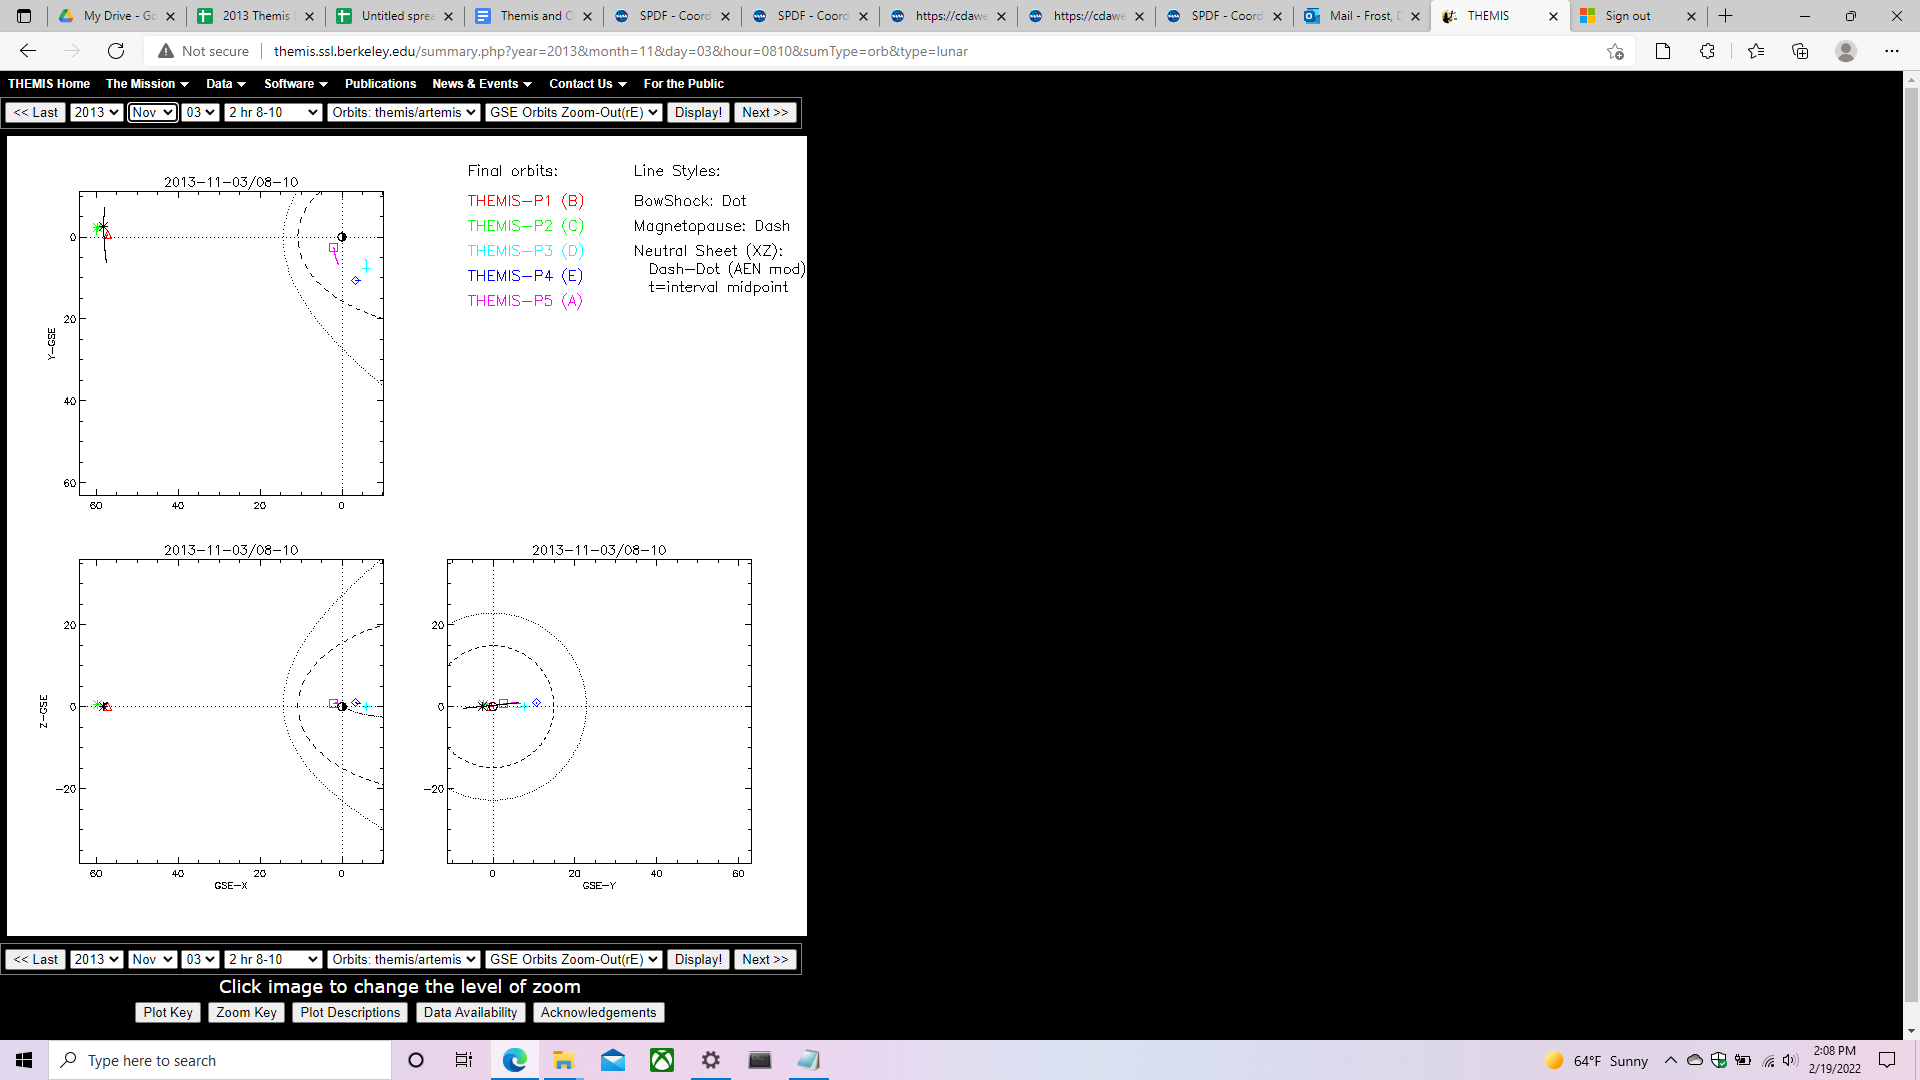 My Drive - Go
2013 Themis
Untitled sprea
Themis and C
SPDF - Coord
SPDF - Coord
https://cdawe
https://cdawe
SPDF - Coord
Mail - Frost, D
THEMIS
Sign out
Not secure
themis.ssl.berkeley.edu/summary.php?year=2013&month=11&day=03&hour=0810&sumType=orb&type=lunar
THEMIS Home The Mission Data Software Publications News & Events Contact Us For the Public
<< Last 2013 Nov 03 2 hr 8-10 Orbits: themis/artemis GSE Orbits Zoom-Out(rE) Display! Next >>
Final orbits:
THEMIS-P1 (B)
THEMIS-P2 (C)
THEMIS-P3 (D)
THEMIS-P4 (E)
THEMIS-P5 (A)
Line Styles:
BowShock: Dot
Magnetopause: Dash
Neutral Sheet (XZ):
Dash-Dot (AEN mod)
t=interval midpoint
2013-11-03/08-10
0
20
40
60
Y-GSE
60 40 20 0
2013-11-03/08-10
20
0
-20
Z-GSE
60 40 20 0
GSE-X
2013-11-03/08-10
20
0
-20
0 20 40 60
GSE-Y
<< Last 2013 Nov 03 2 hr 8-10 Orbits: themis/artemis GSE Orbits Zoom-Out(rE) Display! Next >>
Click image to change the level of zoom
Plot Key Zoom Key Plot Descriptions Data Availability Acknowledgements
Type here to search
64°F Sunny
2:08 PM
2/19/2022